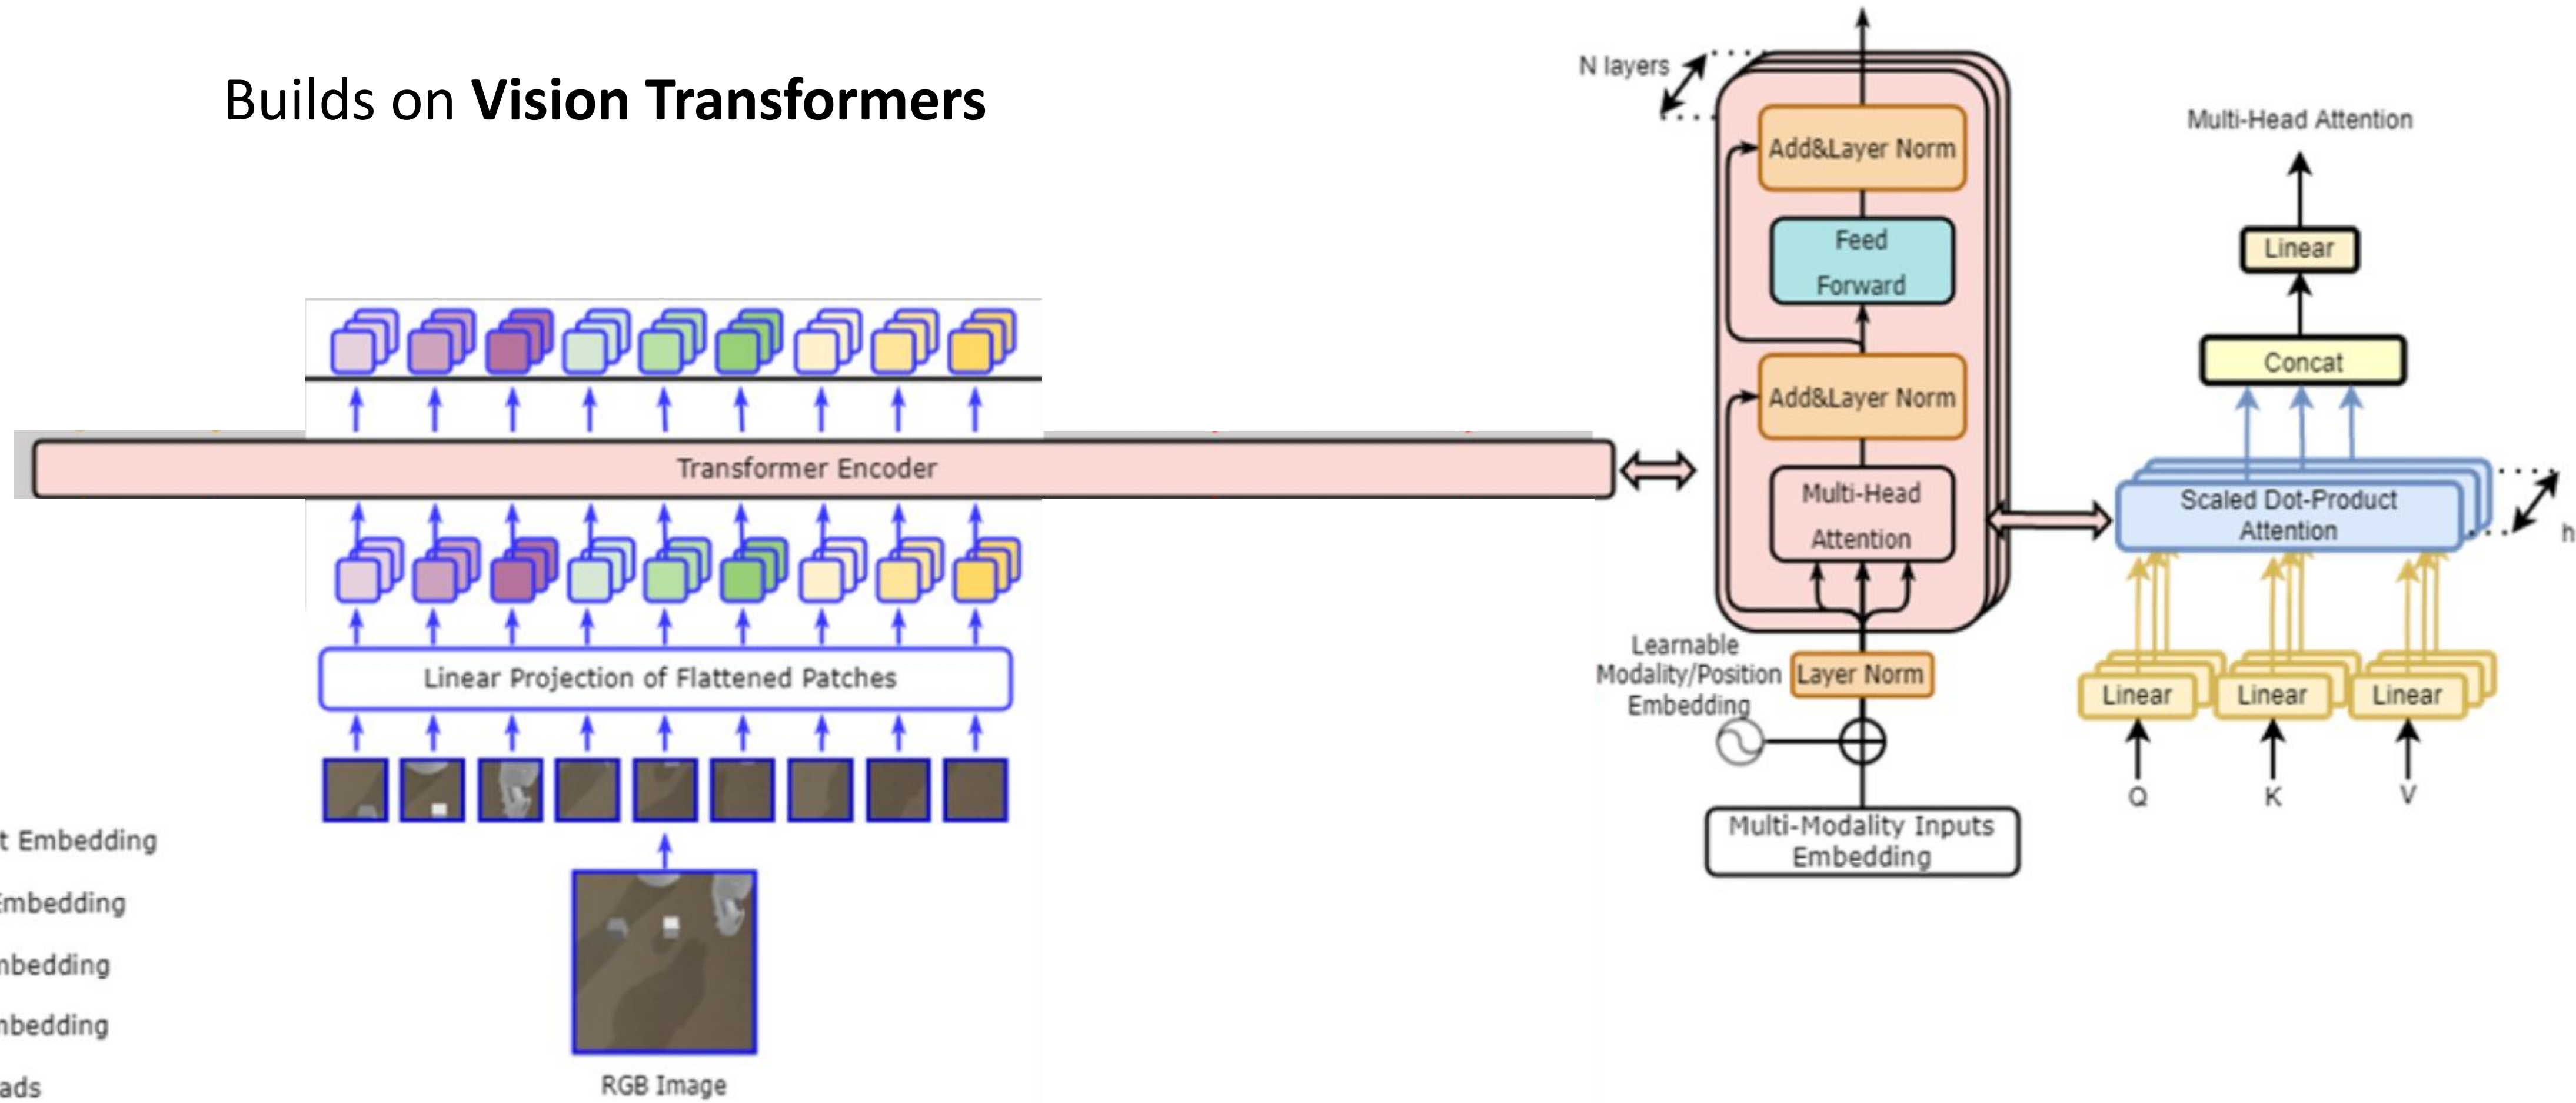 Builds on Vision Transformers
Transformer Encoder
Linear Projection of Flattened Patches
RGB Image
t Embedding
Embedding
mbedding
mbedding
ads
N layers
Add&Layer Norm
Feed
Forward
Add&Layer Norm
Multi-Head
Attention
Learnable
Modality/Position
Embedding
Layer Norm
Multi-Modality Inputs
Embedding
Multi-Head Attention
Linear
Concat
Scaled Dot-Product
Attention
h
Linear Linear Linear
Q K V